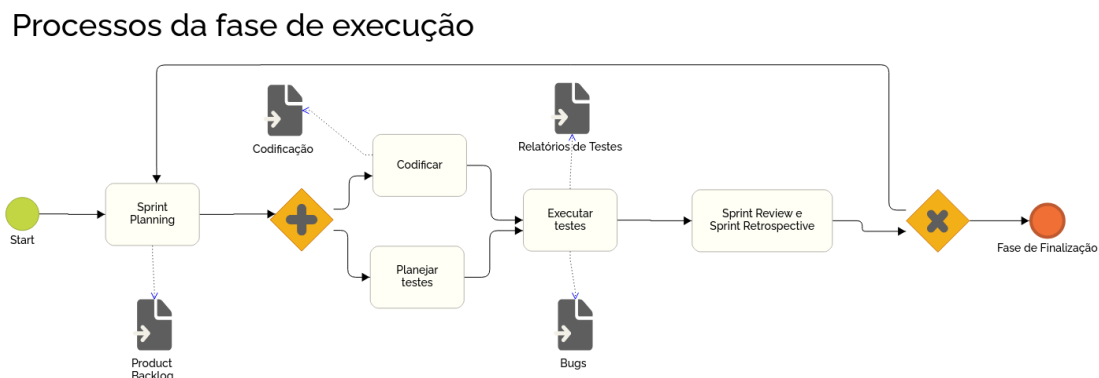 Processos da fase de execução
Codificação
Relatórios de Testes
Codificar
Start
Sprint
Planning
Executar
testes
Sprint Review e
Sprint Retrospective
Fase de Finalização
Planejar
testes
Product
Backlog
Bugs